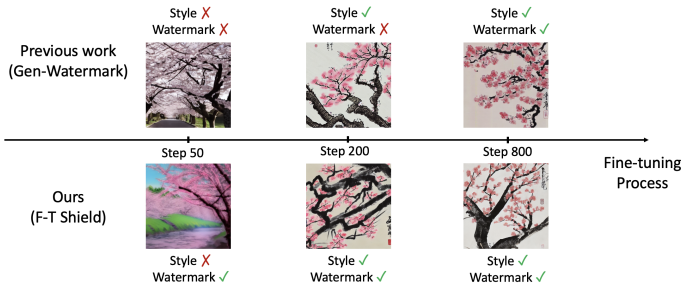 Style ✗
Watermark ✗
Style ✓
Watermark ✗
Style ✓
Watermark ✓
Previous work
(Gen-Watermark)
Step 50
Step 200
Step 800
Fine-tuning
Process
Ours
(F-T Shield)
Style ✗
Watermark ✓
Style ✓
Watermark ✓
Style ✓
Watermark ✓